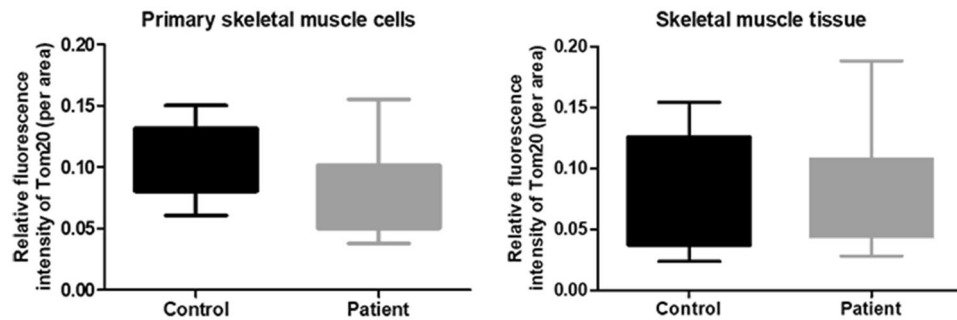 Primary skeletal muscle cells
Relative fluorescence
intensity of Tom20 (per area)
0.20
0.15
0.10
0.05
0.00
Control
Patient
Skeletal muscle tissue
Relative fluorescence
intensity of Tom20 (per area)
0.20
0.15
0.10
0.05
0.00
Control
Patient